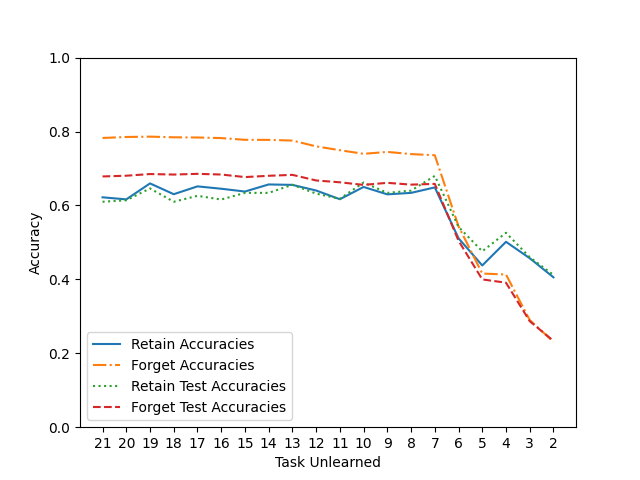 1.0
0.8
0.6
0.4
0.2
0.0
Accuracy
Retain Accuracies
Forget Accuracies
Retain Test Accuracies
Forget Test Accuracies
21 20 19 18 17 16 15 14 13 12 11 10 9 8 7 6 5 4 3 2
Task Unlearned